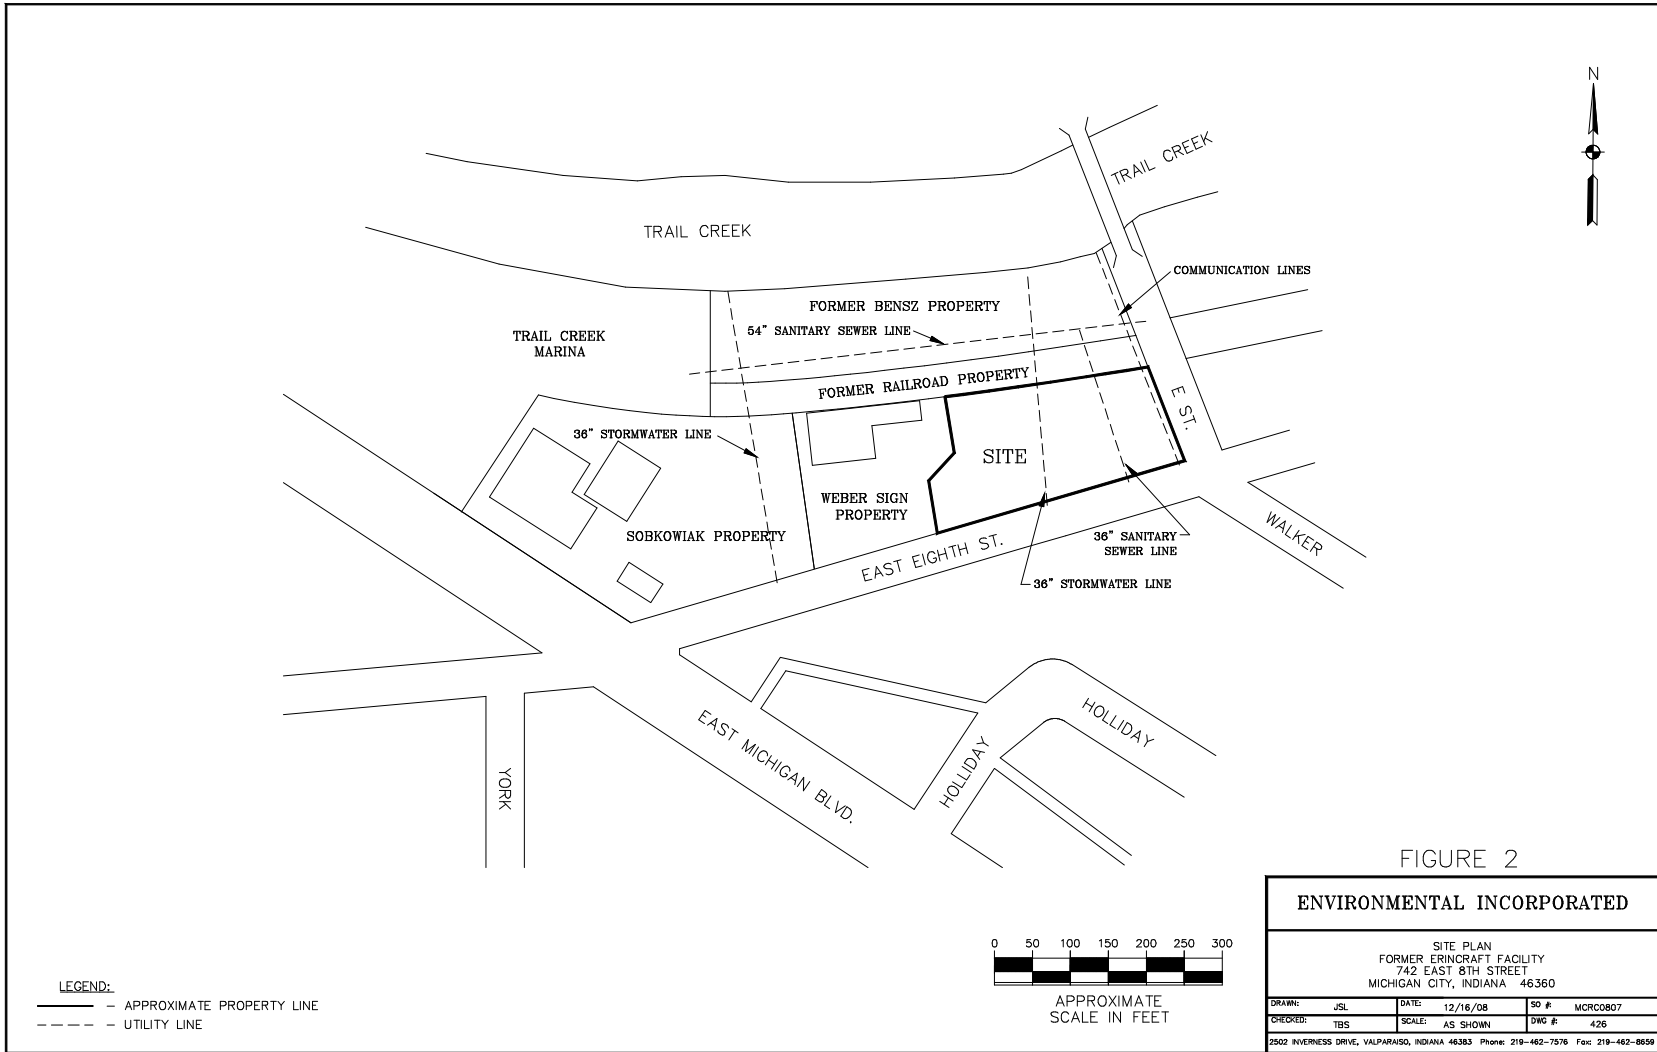 N
TRAIL CREEK
TRAIL CREEK
COMMUNICATION LINES
FORMER BENSZ PROPERTY
54" SANITARY SEWER LINE
TRAIL CREEK
MARINA
FORMER RAILROAD PROPERTY
E ST.
36" STORMWATER LINE
SITE
WEBER SIGN
PROPERTY
SOBKOWIAK PROPERTY
WALKER
36" SANITARY
SEWER LINE
EAST EIGHTH ST.
36" STORMWATER LINE
HOLLIDAY
EAST MICHIGAN BLVD.
HOLLIDAY
YORK
FIGURE 2
ENVIRONMENTAL INCORPORATED
SITE PLAN
FORMER ERINCRAFT FACILITY
742 EAST 8TH STREET
MICHIGAN CITY, INDIANA 46360
DRAWN: JSL DATE: 12/16/08 SO #: MCRC0807
CHECKED: TBS SCALE: AS SHOWN DWG #: 426
2502 INVERNESS DRIVE, VALPARAISO, INDIANA 46383 Phone: 219-462-7576 Fax: 219-462-8659
0 50 100 150 200 250 300
APPROXIMATE
SCALE IN FEET
LEGEND:
- APPROXIMATE PROPERTY LINE
- UTILITY LINE